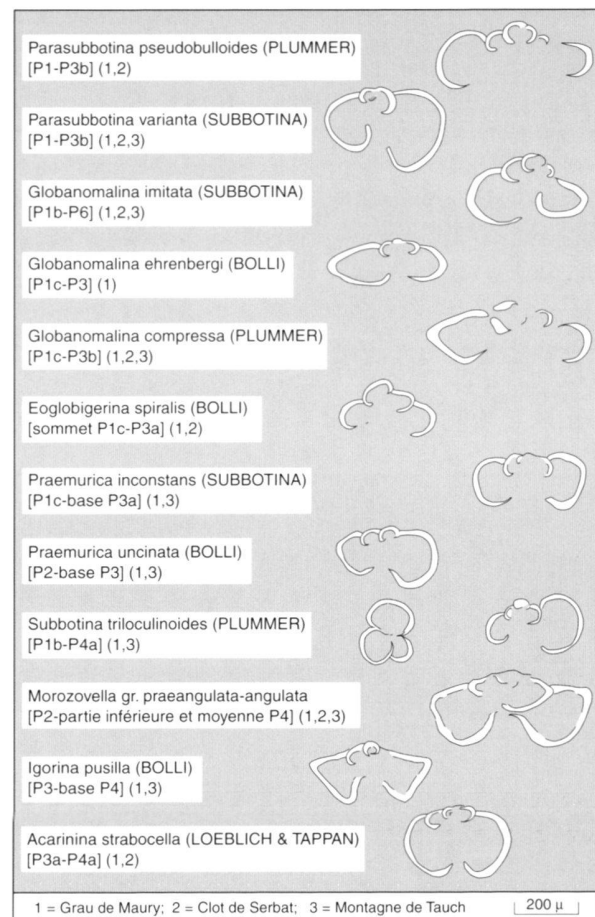 Parasubbotina pseudobulloides (PLUMMER)
[P1-P3b] (1,2)
Parasubbotina varianta (SUBBOTINA)
[P1-P3b] (1,2,3)
Globanomalina imitata (SUBBOTINA)
[P1b-P6] (1,2,3)
Globanomalina ehrenbergi (BOLLI)
[P1c-P3] (1)
Globanomalina compressa (PLUMMER)
[P1c-P3b] (1,2,3)
Eoglobigerina spiralis (BOLLI)
[sommet P1c-P3a] (1,2)
Praemurica inconstans (SUBBOTINA)
[P1c-base P3a] (1,3)
Praemurica uncinata (BOLLI)
[P2-base P3] (1,3)
Subbotina triloculinoides (PLUMMER)
[P1b-P4a] (1,3)
Morozovella gr. praeangulata-angulata
[P2-partie inférieure et moyenne P4] (1,2,3)
Igorina pusilla (BOLLI)
[P3-base P4] (1,3)
Acarinina strabocella (LOEBLICH & TAPPAN)
[P3a-P4a] (1,2)
1 = Grau de Maury; 2 = Clot de Serbat; 3 = Montagne de Tauch 200 µ